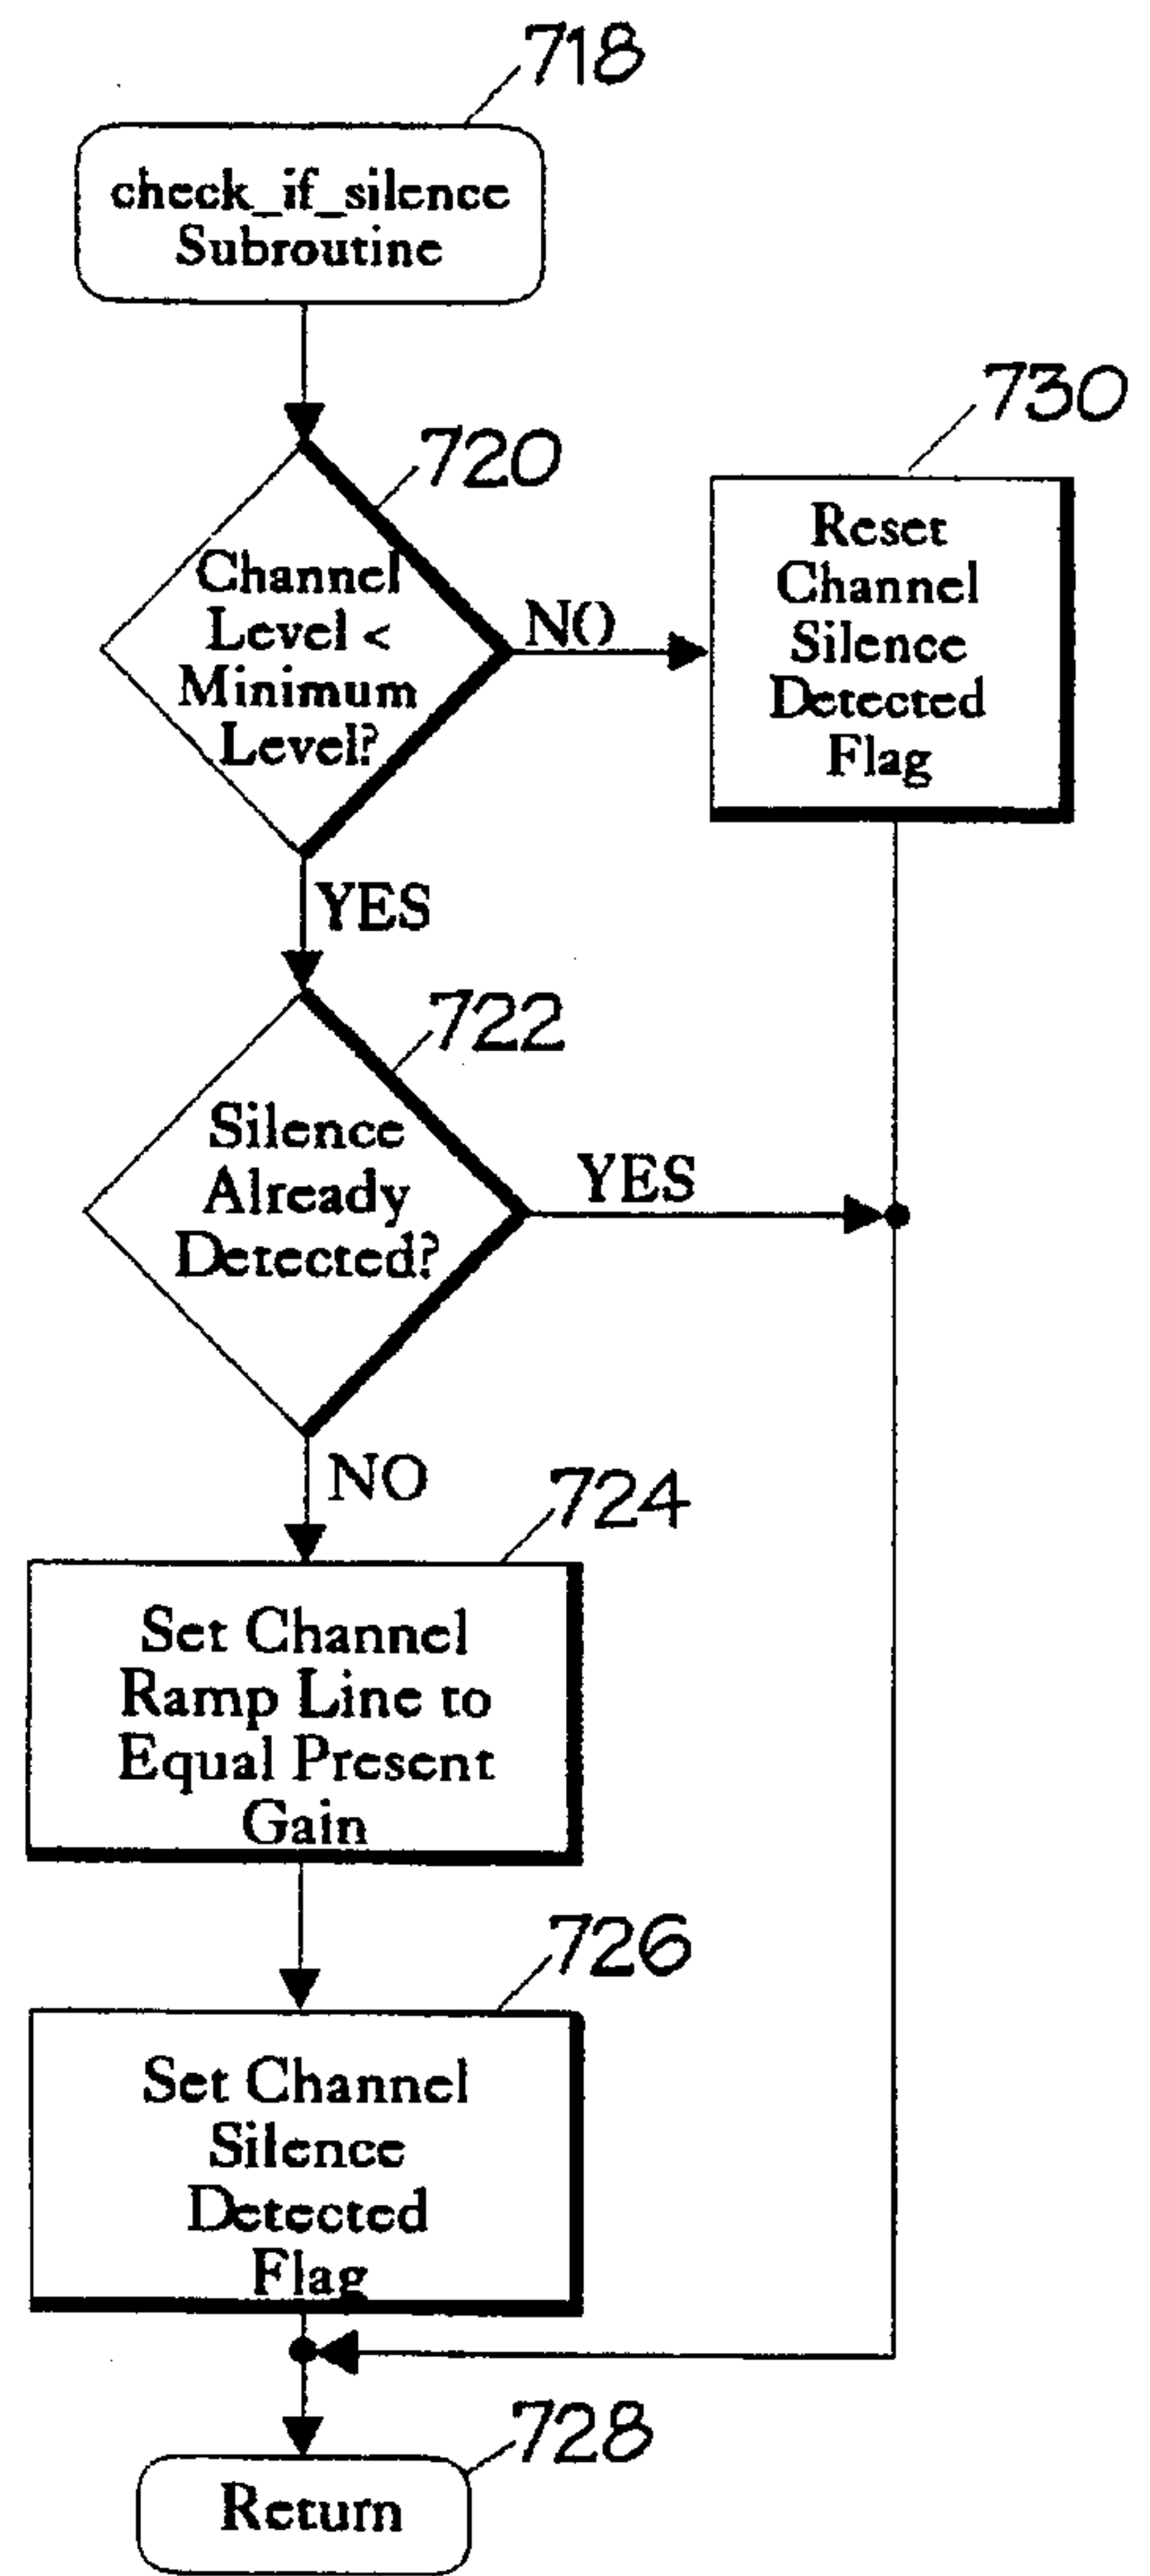 718
check_if_silence
Subroutine
720
Channel
Level <
Minimum
Level?
NO
730
Reset
Channel
Silence
Detected
Flag
YES
722
Silence
Already
Detected?
YES
NO
724
Set Channel
Ramp Line to
Equal Present
Gain
726
Set Channel
Silence
Detected
Flag
728
Return